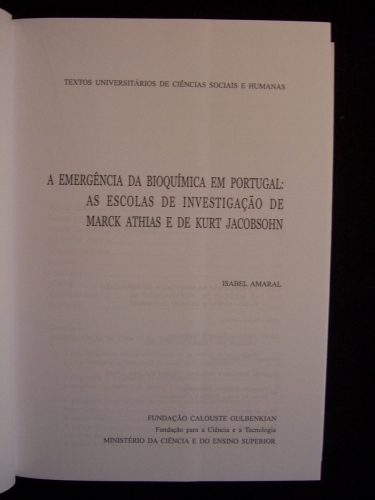 TEXTOS UNIVERSITÁRIOS DE CIÊNCIAS SOCIAIS E HUMANAS
A EMERGÊNCIA DA BIOQUÍMICA EM PORTUGAL:
AS ESCOLAS DE INVESTIGAÇÃO DE
MARCK ATHIAS E DE KURT JACOBSOHN
ISABEL AMARAL
FUNDAÇÃO CALOUSTE GULBENKIAN
Fundação para a Ciência e a Tecnologia
MINISTÉRIO DA CIÊNCIA E DO ENSINO SUPERIOR